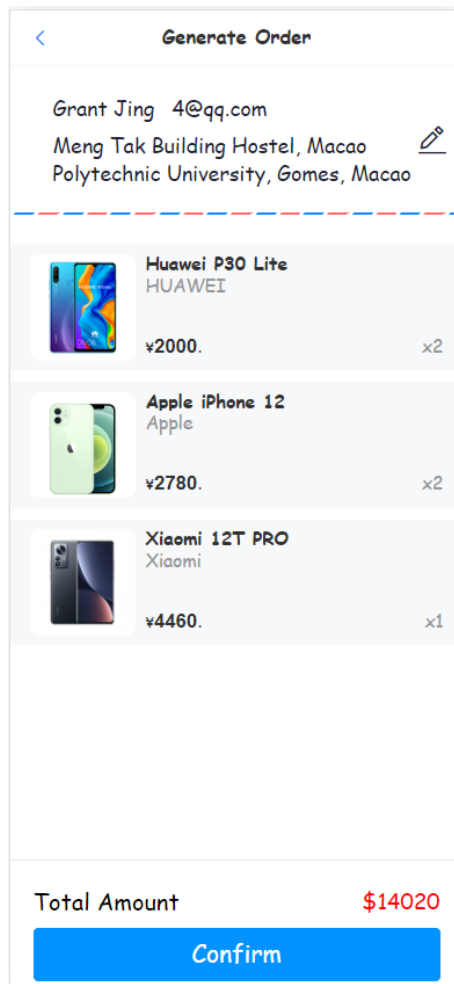 Generate Order
Grant Jing 4@qq.com
Meng Tak Building Hostel, Macao
Polytechnic University, Gomes, Macao
Huawei P30 Lite
HUAWEI
¥2000.
x2
Apple iPhone 12
Apple
¥2780.
x2
Xiaomi 12T PRO
Xiaomi
¥4460.
x1
Total Amount
$14020
Confirm